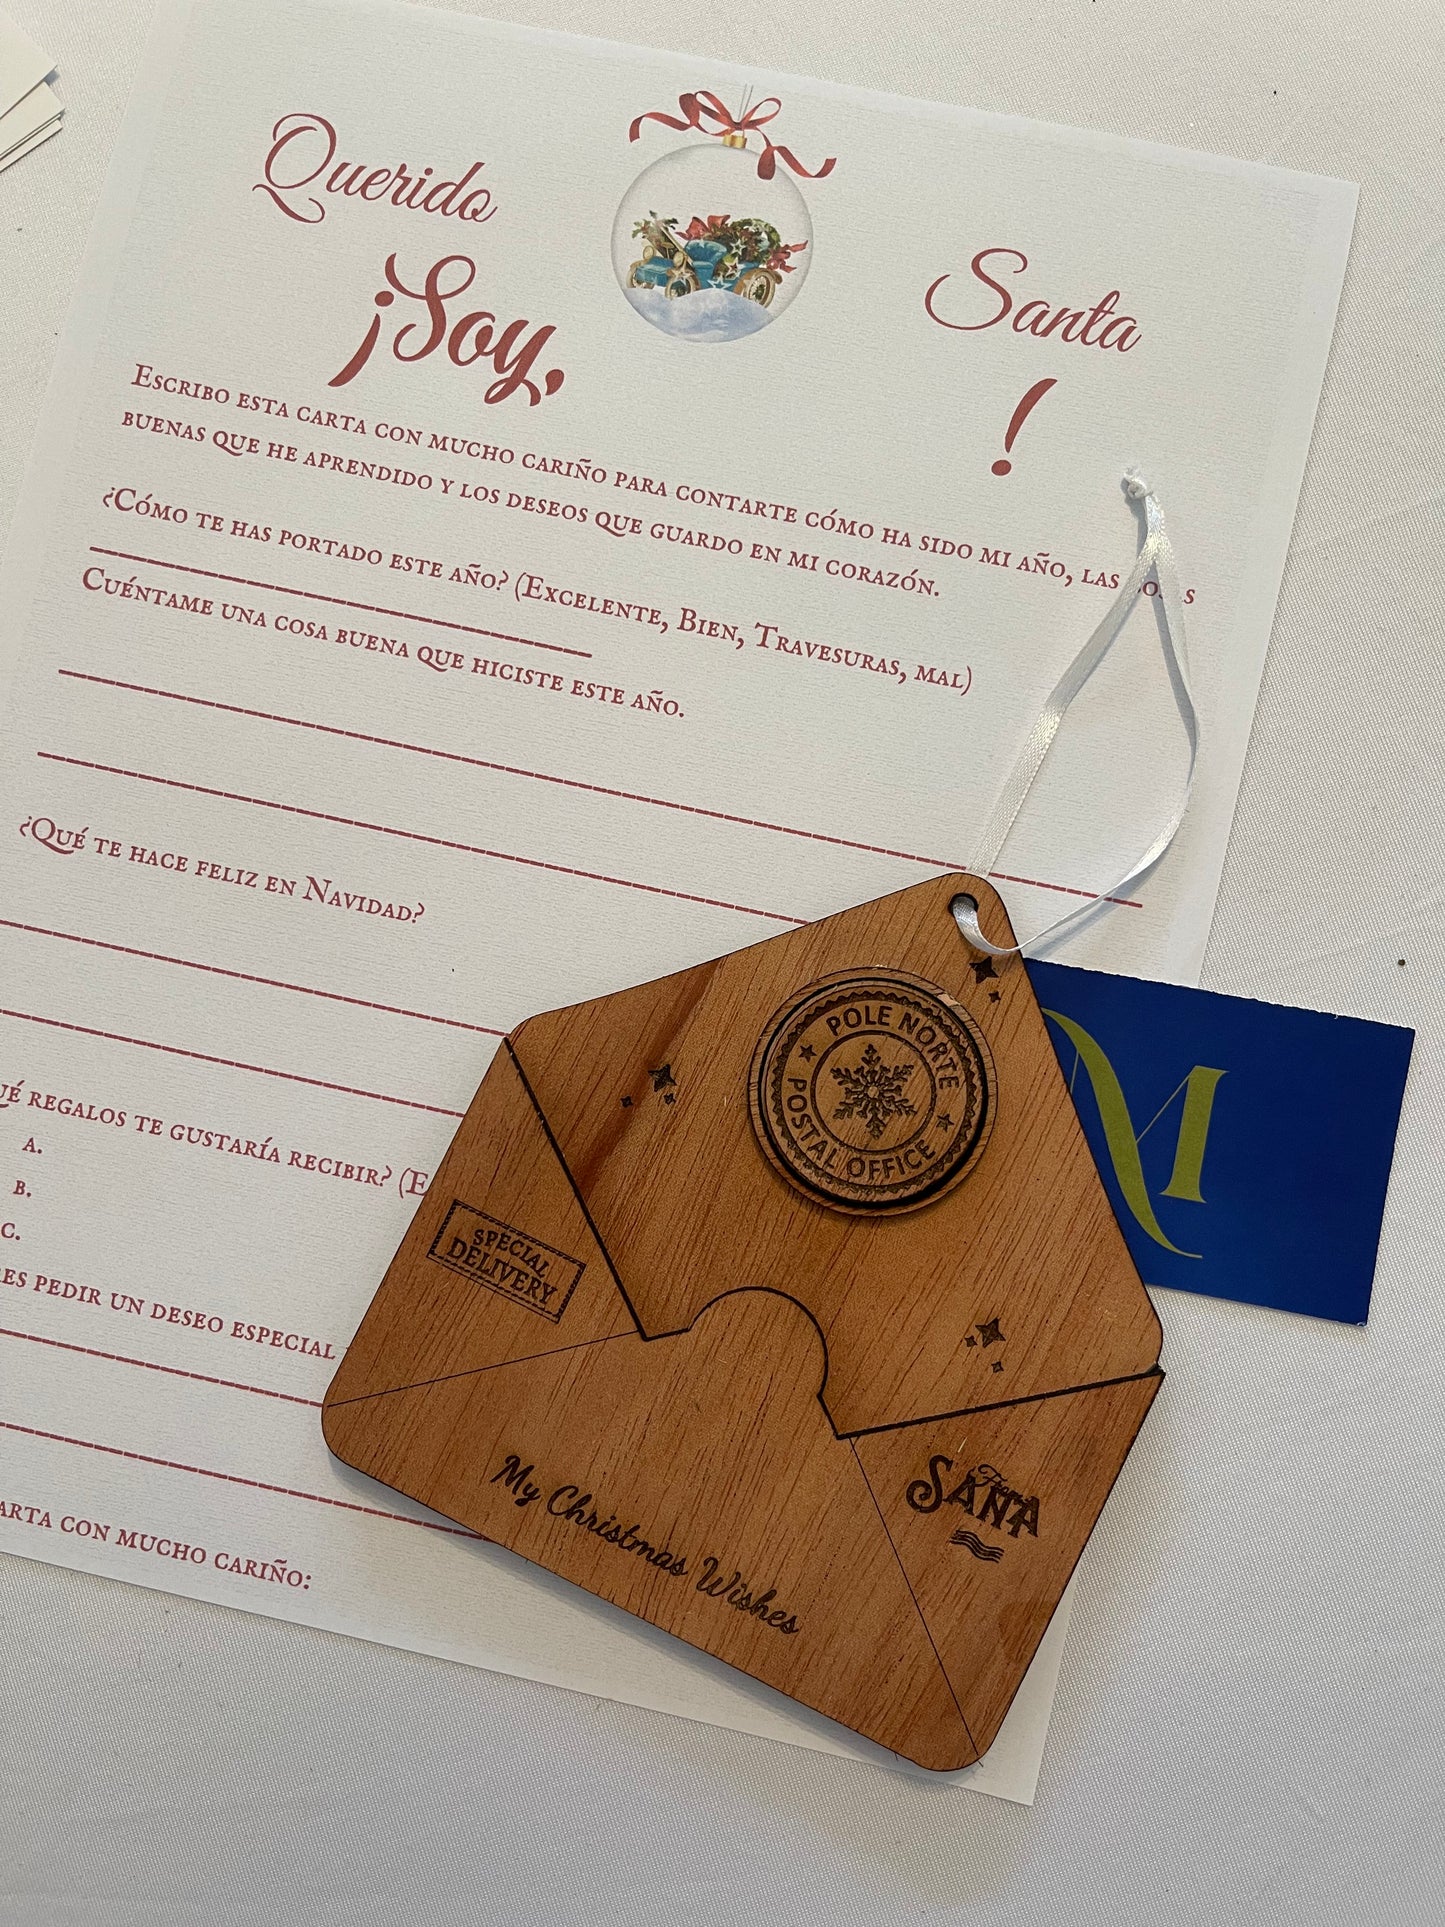 Querido Santa
¡Soy, !
Escribo esta carta con mucho cariño para contarte cómo ha sido mi año, las
buenas que he aprendido y los deseos que guardo en mi corazón.
¿Cómo te has portado este año? (Excelente, Bien, Travesuras, mal)
Cuéntame una cosa buena que hiciste este año.
¿Qué te hace feliz en Navidad?
regalos te gustaría recibir?
A.
B.
C.
pedir un deseo especial
con mucho cariño:
POLE NORTE
POSTAL OFFICE
SPECIAL
DELIVERY
My Christmas Wishes
SANA
M